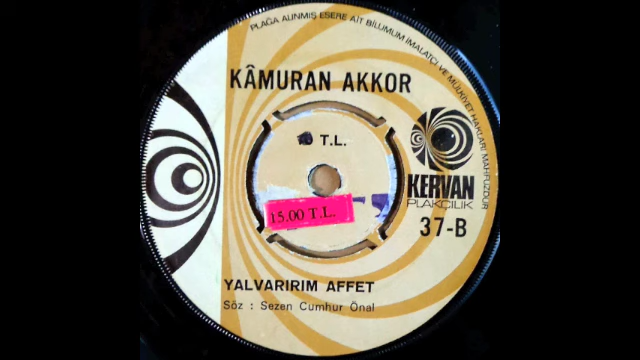 PLAĞA ALINMIŞ ESERE AİT BİLUMUM İMALATÇI VE MÜLKİYET HAKLARI MAHFUZDUR
KÂMURAN AKKOR
T.L.
KERVAN
PLAKÇILIK
15.00 T.L.
37-B
YALVARIRIM AFFET
Söz : Sezen Cumhur Önal